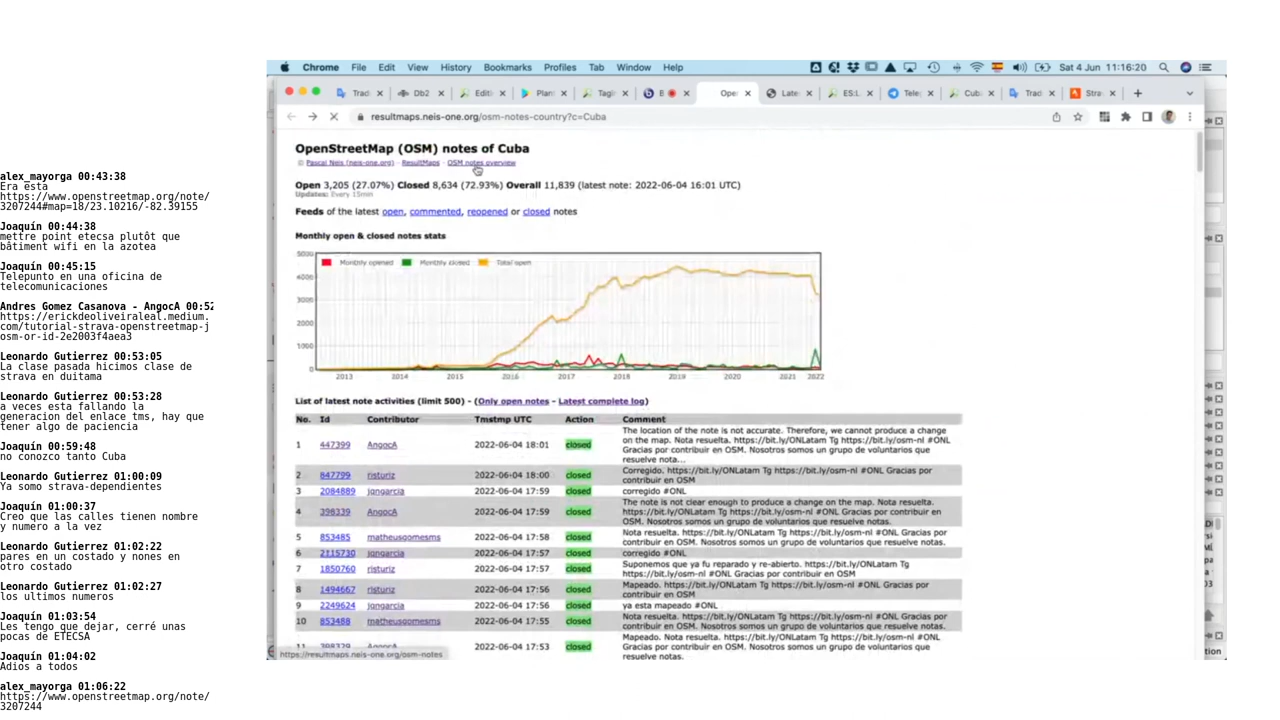 alex_mayorga 00:43:38
Era esta
https://www.openstreetmap.org/note/
3207244#map=18/23.10216/-82.39155
Joaquín 00:44:38
mettre point etecsa plutôt que
bâtiment wifi en la azotea
Joaquín 00:45:15
Telepunto en una oficina de
telecomunicaciones
Andres Gomez Casanova - AngocA 00:52
https://erickdeoliveiraleal.medium.
com/tutorial-strava-openstreetmap-j
osm-or-id-2e2003f4aea3
Leonardo Gutierrez 00:53:05
La clase pasada hicimos clase de
strava en duitama
Leonardo Gutierrez 00:53:28
a veces esta fallando la
generacion del enlace tms, hay que
tener algo de paciencia
Joaquín 00:59:48
no conozco tanto Cuba
Leonardo Gutierrez 01:00:09
Ya somo strava-dependientes
Joaquín 01:00:37
Creo que las calles tienen nombre
y numero a la vez
Leonardo Gutierrez 01:02:22
pares en un costado y nones en
otro costado
Leonardo Gutierrez 01:02:27
los ultimos numeros
Joaquín 01:03:54
Les tengo que dejar, cerré unas
pocas de ETECSA
Joaquín 01:04:02
Adios a todos
alex_mayorga 01:06:22
https://www.openstreetmap.org/note/
3207244
Chrome File Edit View History Bookmarks Profiles Tab Window Help Sat 4 Jun 11:16:20
Trad Db2 Editi Plan Tagi B Ope Late ES:L Tele Cub Trad Stra
resultmaps.neis-one.org/osm-notes-country?c=Cuba
OpenStreetMap (OSM) notes of Cuba
© Pascal Neis (neis-one.org) - ResultMaps - OSM notes overview
Open 3,205 (27.07%) Closed 8,634 (72.93%) Overall 11,839 (latest note: 2022-06-04 16:01 UTC)
Updates: Every 15min
Feeds of the latest open, commented, reopened or closed notes
Monthly open & closed notes stats
Monthly opened Monthly closed Total open
5000
4000
3000
2000
1000
0
2013 2014 2015 2016 2017 2018 2019 2020 2021 2022
List of latest note activities (limit 500) - (Only open notes - Latest complete log)
No. Id Contributor Tmstmp UTC Action Comment
1 447399 AngocA 2022-06-04 18:01 closed The location of the note is not accurate. Therefore, we cannot produce a change
on the map. Nota resuelta. https://bit.ly/ONLatam Tg https://bit.ly/osm-nl #ONL
Gracias por contribuir en OSM. Nosotros somos un grupo de voluntarios que
resuelve nota...
2 847799 risturiz 2022-06-04 18:00 closed Corregido. https://bit.ly/ONLatam Tg https://bit.ly/osm-nl #ONL Gracias por
contribuir en OSM
3 2084889 jongarcia 2022-06-04 17:59 closed corregido #ONL
4 398339 AngocA 2022-06-04 17:59 closed The note is not clear enough to produce a change on the map. Nota resuelta.
https://bit.ly/ONLatam Tg https://bit.ly/osm-nl #ONL Gracias por contribuir en
OSM. Nosotros somos un grupo de voluntarios que resuelve notas.
5 853485 matheusgomesms 2022-06-04 17:58 closed Nota resuelta. https://bit.ly/ONLatam Tg https://bit.ly/osm-nl #ONL Gracias por
contribuir en OSM. Nosotros somos un grupo de voluntarios que resuelve notas.
6 2115730 jongarcia 2022-06-04 17:57 closed corregido #ONL
7 1850760 risturiz 2022-06-04 17:57 closed Suponemos que ya fu reparado y re-abierto. https://bit.ly/ONLatam Tg
https://bit.ly/osm-nl #ONL Gracias por contribuir en OSM
8 1494667 risturiz 2022-06-04 17:56 closed Mapeado. https://bit.ly/ONLatam Tg https://bit.ly/osm-nl #ONL Gracias por
contribuir en OSM
9 2249624 jongarcia 2022-06-04 17:56 closed ya esta mapeado #ONL
10 853488 matheusgomesms 2022-06-04 17:55 closed Nota resuelta. https://bit.ly/ONLatam Tg https://bit.ly/osm-nl #ONL Gracias por
contribuir en OSM. Nosotros somos un grupo de voluntarios que resuelve notas.
11 398329 AngocA 2022-06-04 17:53 closed Mapeado. Nota resuelta. https://bit.ly/ONLatam Tg https://bit.ly/osm-nl #ONL
Gracias por contribuir en OSM. Nosotros somos un grupo de voluntarios que
resuelve notas.
https://resultmaps.neis-one.org/osm-notes